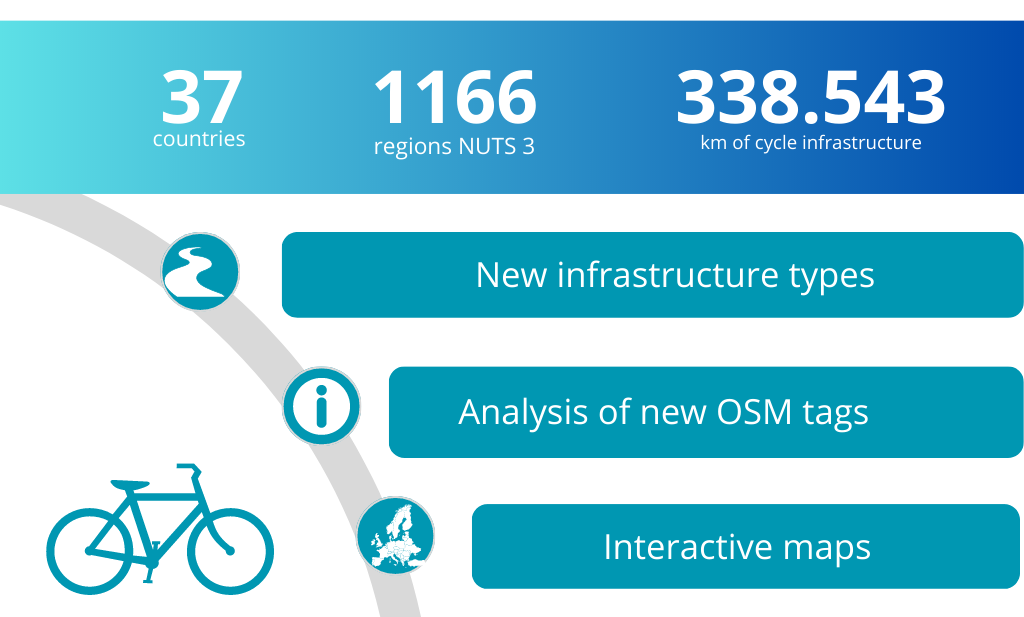 37
countries
1166
regions NUTS 3
338.543
km of cycle infrastructure
New infrastructure types
Analysis of new OSM tags
Interactive maps